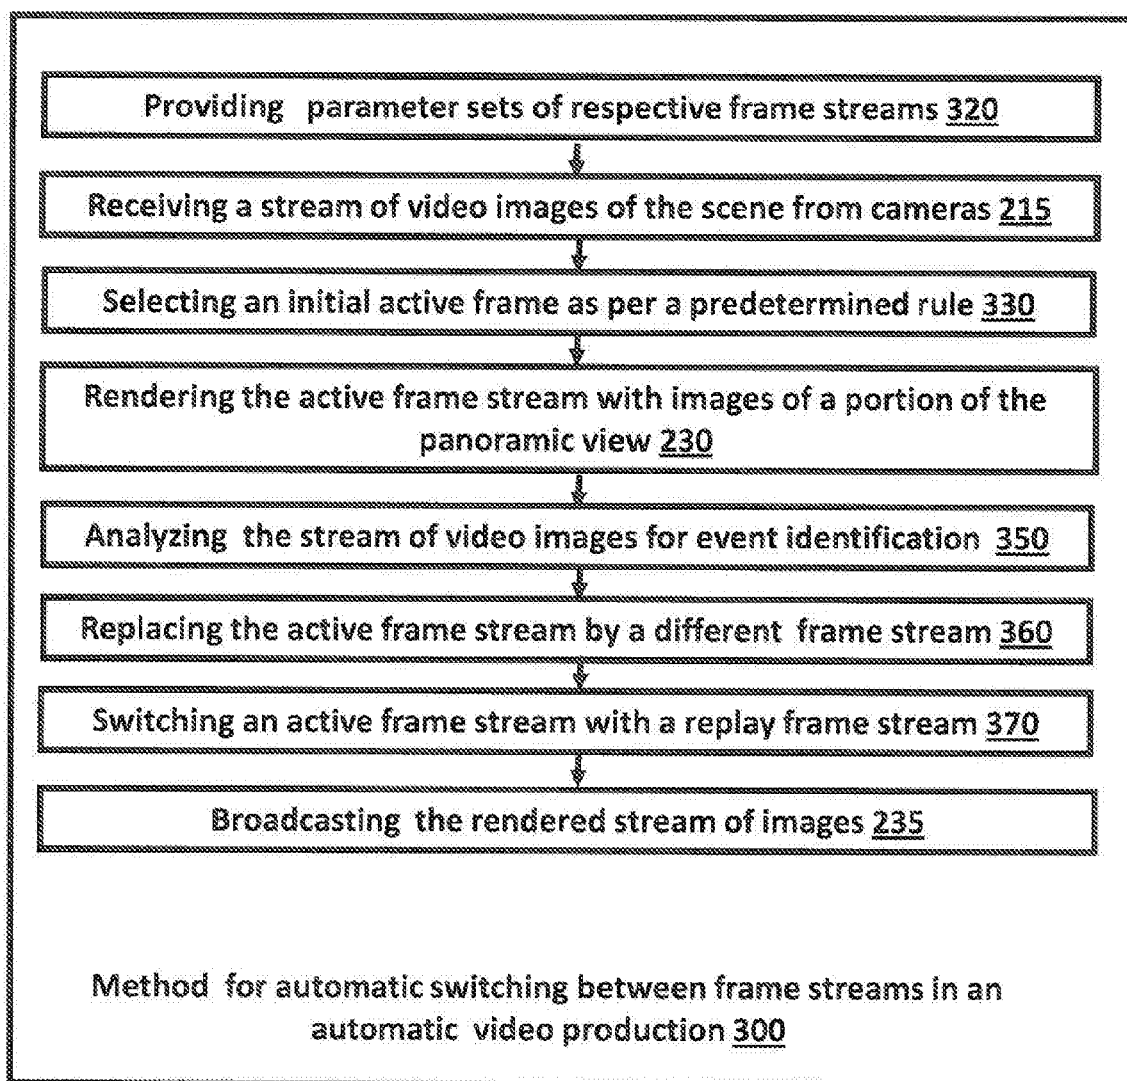 Providing parameter sets of respective frame streams 320
Receiving a stream of video images of the scene from cameras 215
Selecting an initial active frame as per a predetermined rule 330
Rendering the active frame stream with images of a portion of the
panoramic view 230
Analyzing the stream of video images for event identification 350
Replacing the active frame stream by a different frame stream 360
Switching an active frame stream with a replay frame stream 370
Broadcasting the rendered stream of images 235
Method for automatic switching between frame streams in an
automatic video production 300